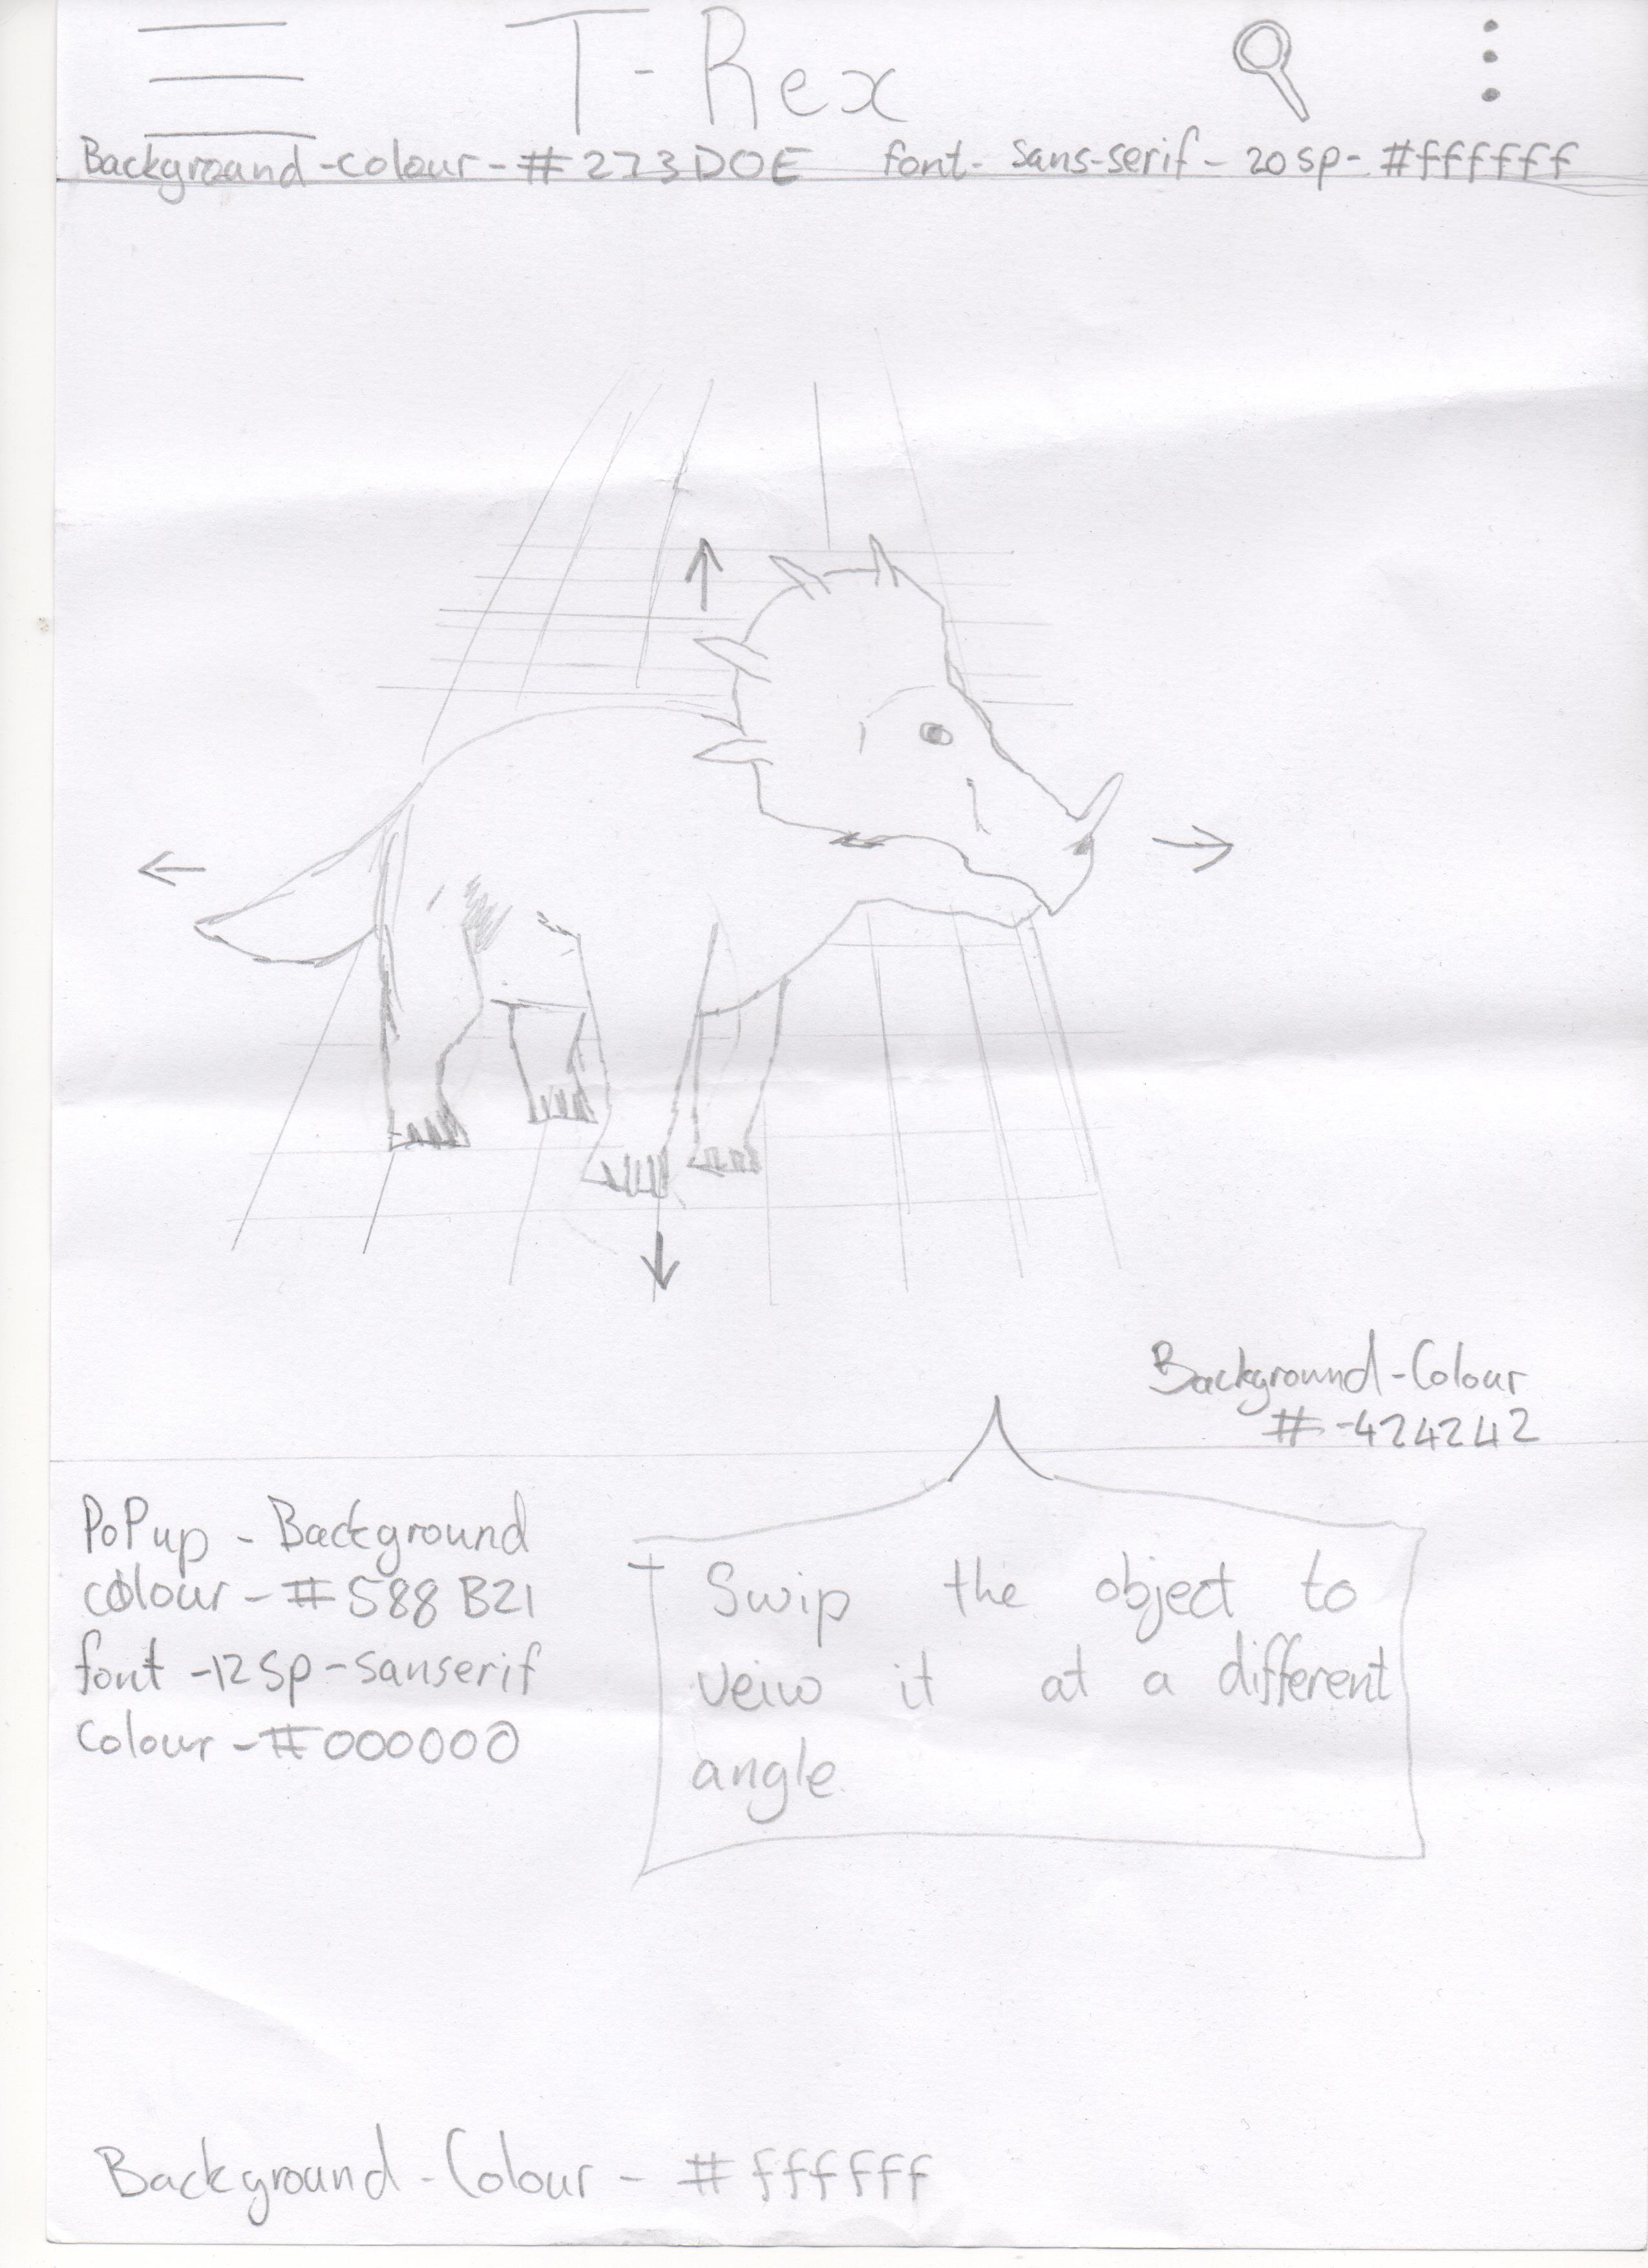 T-Rex
Background-colour-#273D0E font- Sans-serif- 20sp- #ffffff
Background-Colour
#-424242
PoPup - Background
colour-#588B21
font -12sp-sanserif
Colour-#000000
Swip the object to
veiw it at a different
angle
Background-Colour - #ffffff